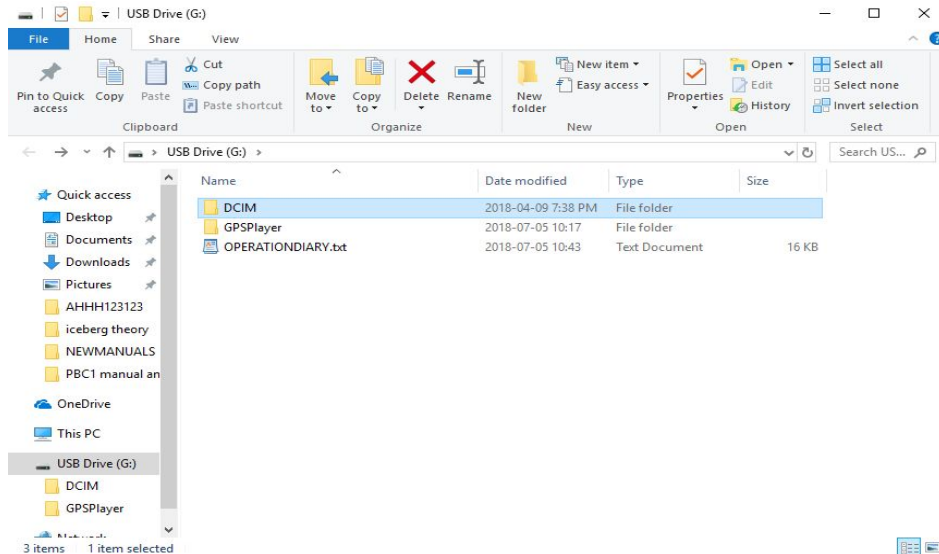 USB Drive (G:)
File Home Share View
Pin to Quick access
Copy
Paste
Cut
Copy path
Paste shortcut
Move to
Copy to
Delete
Rename
New folder
New item
Easy access
Properties
Open
Edit
History
Select all
Select none
Invert selection
Clipboard Organize New Open Select
USB Drive (G:)
Search US...
Name Date modified Type Size
DCIM 2018-04-09 7:38 PM File folder
GPSPlayer 2018-07-05 10:17 File folder
OPERATIONDIARY.txt 2018-07-05 10:43 Text Document 16 KB
Quick access
Desktop
Documents
Downloads
Pictures
AHHH123123
iceberg theory
NEWMANUALS
PBC1 manual an
OneDrive
This PC
USB Drive (G:)
DCIM
GPSPlayer
3 items 1 item selected